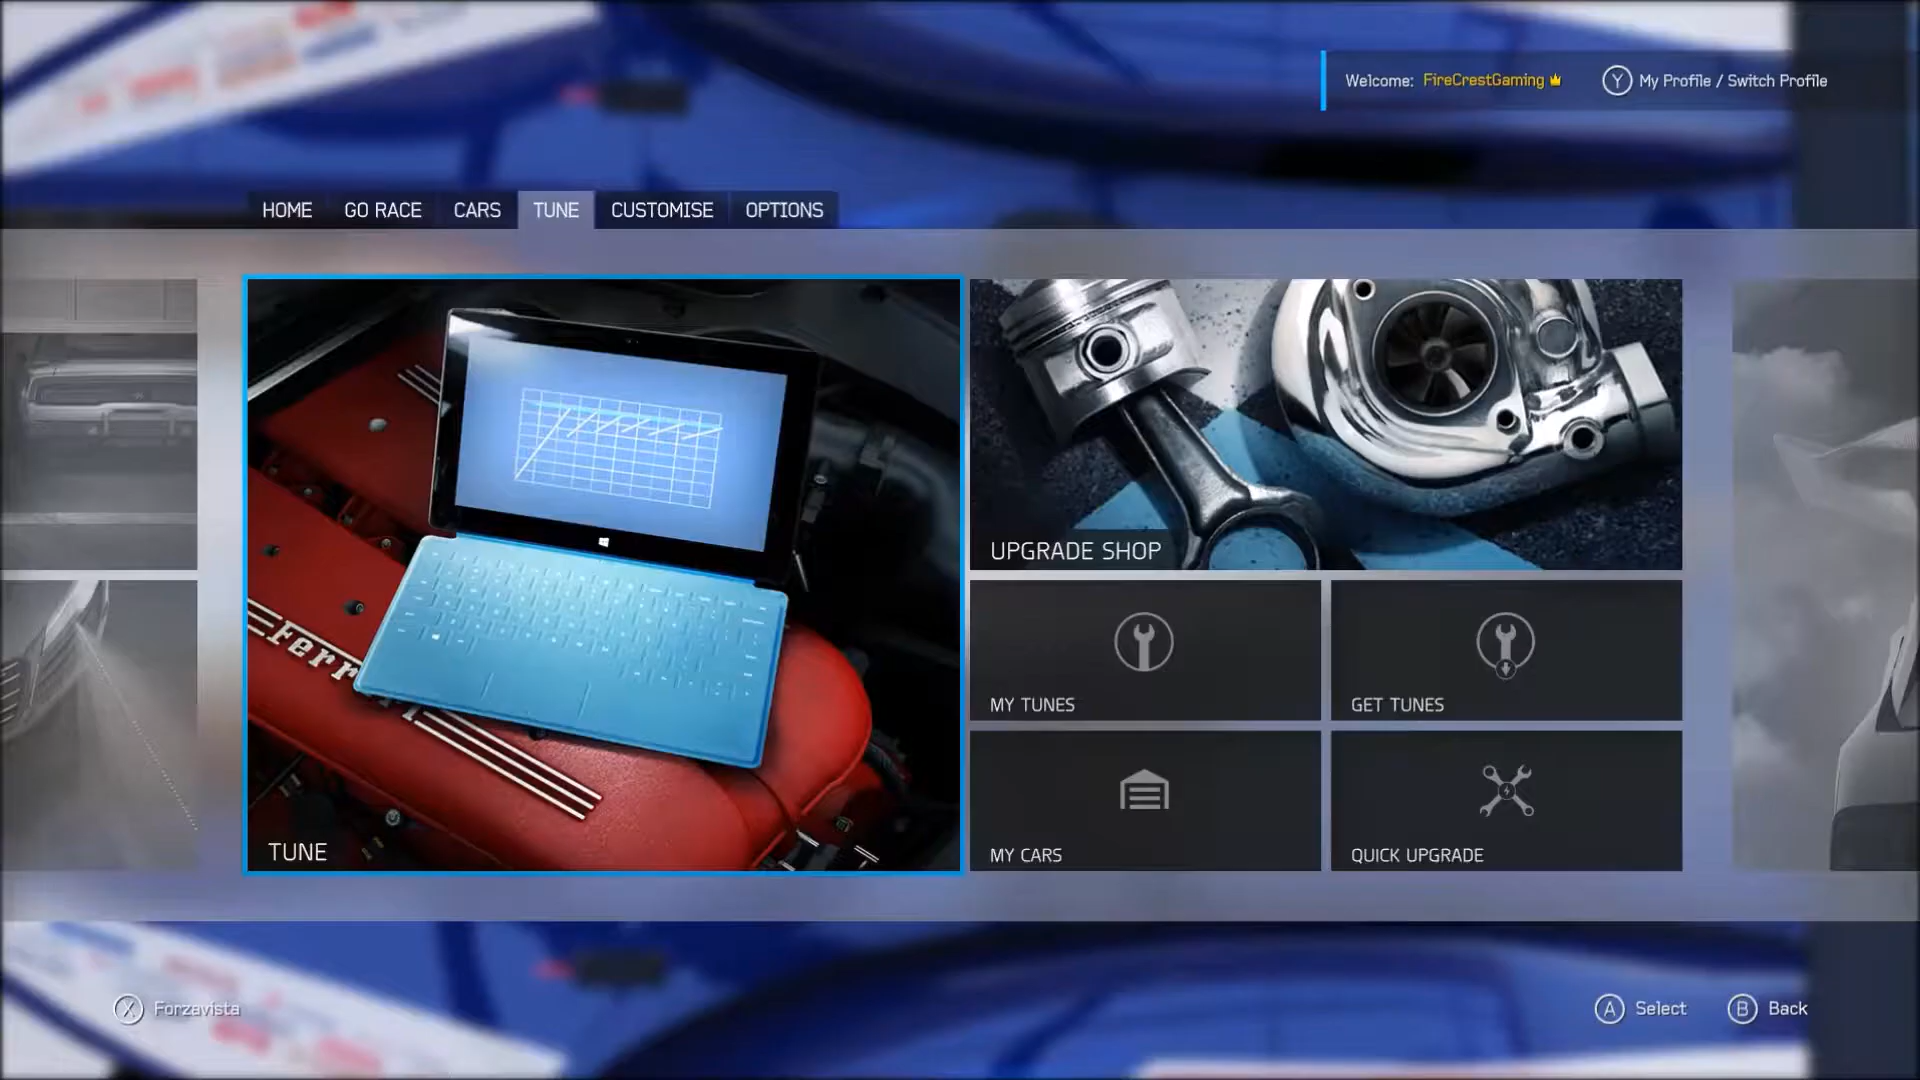 Welcome: FireCrestGaming
Y My Profile / Switch Profile
HOME GO RACE CARS TUNE CUSTOMISE OPTIONS
Ferr
UPGRADE SHOP
MY TUNES
GET TUNES
TUNE
MY CARS
QUICK UPGRADE
X Forzavista
A Select
B Back